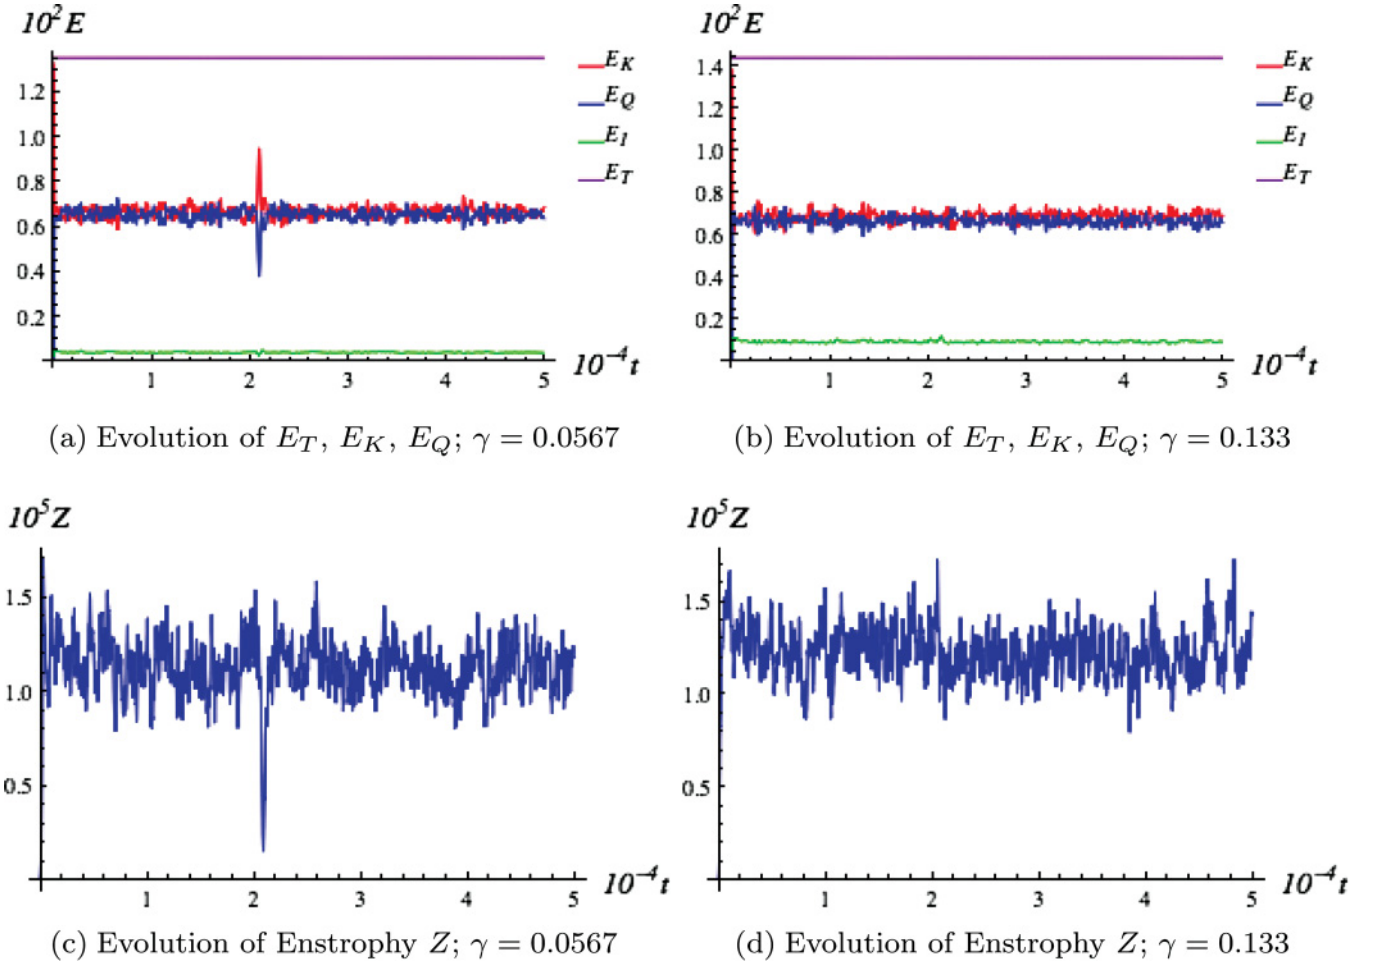 10²E
1.2
1.0
0.8
0.6
0.4
0.2
1 2 3 4 5
10⁻⁴t
E_K
E_Q
E_I
E_T
(a) Evolution of E_T, E_K, E_Q; γ = 0.0567
10²E
1.4
1.2
1.0
0.8
0.6
0.4
0.2
1 2 3 4 5
10⁻⁴t
E_K
E_Q
E_I
E_T
(b) Evolution of E_T, E_K, E_Q; γ = 0.133
10⁵Z
1.5
1.0
0.5
1 2 3 4 5
10⁻⁴t
(c) Evolution of Enstrophy Z; γ = 0.0567
10⁵Z
1.5
1.0
0.5
1 2 3 4 5
10⁻⁴t
(d) Evolution of Enstrophy Z; γ = 0.133